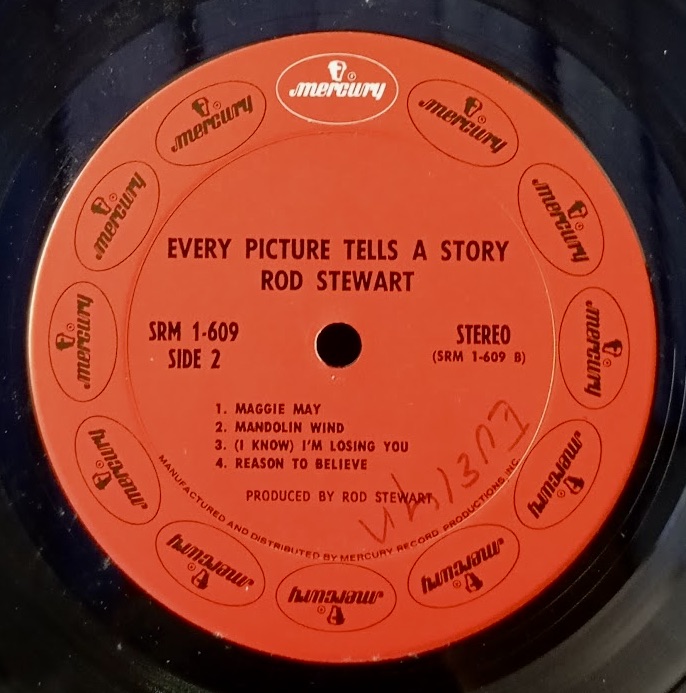 mercury
mercury
mercury
mercury
mercury
mercury
mercury
mercury
mercury
mercury
mercury
mercury
EVERY PICTURE TELLS A STORY
ROD STEWART
SRM 1-609
SIDE 2
STEREO
(SRM 1-609 B)
1. MAGGIE MAY
2. MANDOLIN WIND
3. (I KNOW) I'M LOSING YOU
4. REASON TO BELIEVE
PRODUCED BY ROD STEWART
MANUFACTURED AND DISTRIBUTED BY MERCURY RECORD PRODUCTIONS, INC.